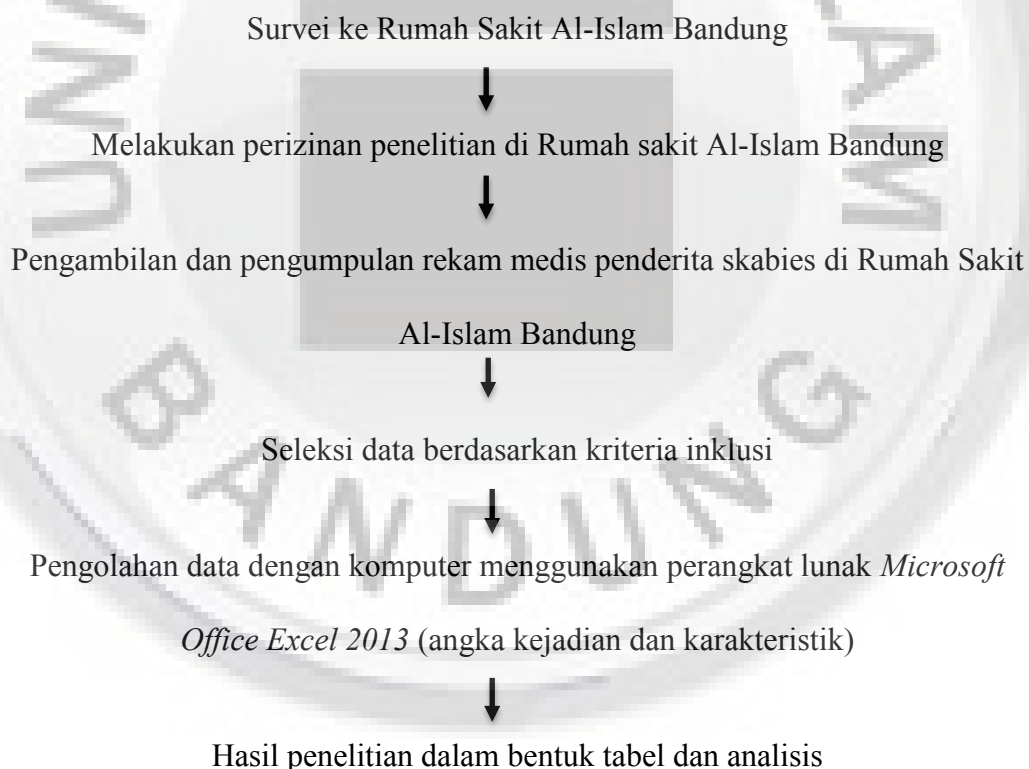 Survei ke Rumah Sakit Al-Islam Bandung
Melakukan perizinan penelitian di Rumah sakit Al-Islam Bandung
Pengambilan dan pengumpulan rekam medis penderita skabies di Rumah Sakit
Al-Islam Bandung
Seleksi data berdasarkan kriteria inklusi
Pengolahan data dengan komputer menggunakan perangkat lunak Microsoft
Office Excel 2013 (angka kejadian dan karakteristik)
Hasil penelitian dalam bentuk tabel dan analisis
BANDUNG